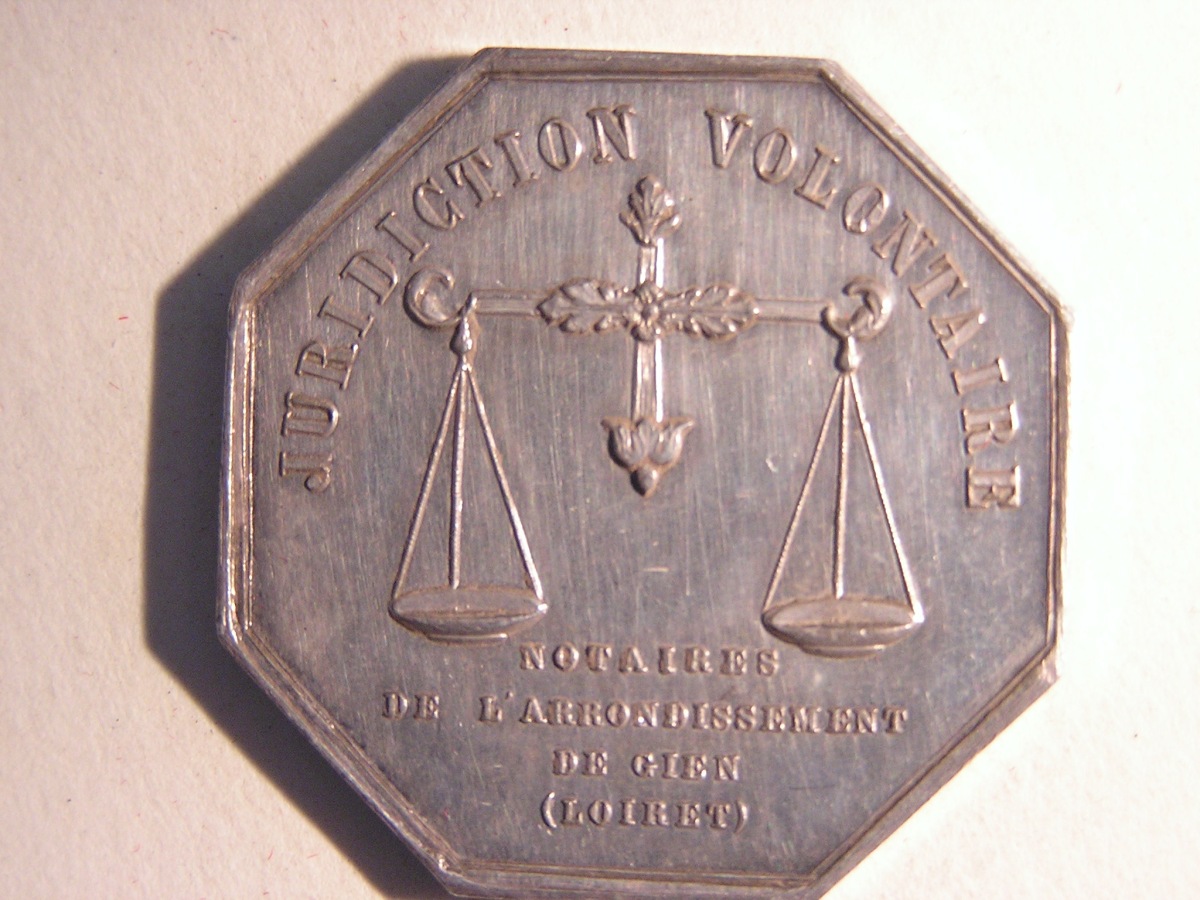 JURIDICTION VOLONTAIRE
NOTAIRES
DE L'ARRONDISSEMENT
DE GIEN
(LOIRET)